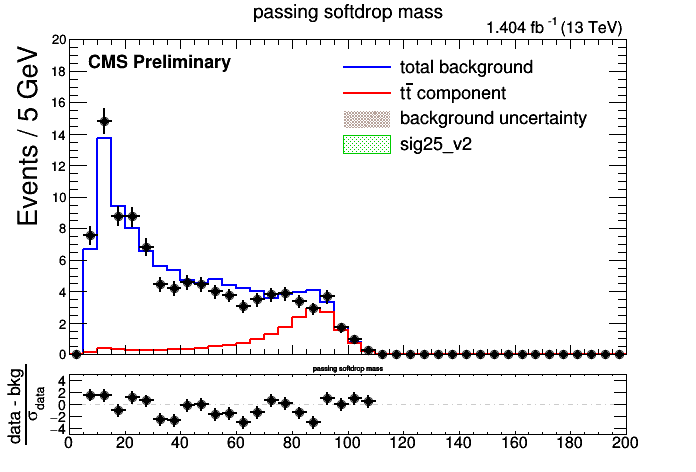 passing softdrop mass
1.404 fb⁻¹ (13 TeV)
CMS Preliminary
Events / 5 GeV
20
18
16
14
12
10
8
6
4
2
0
total background
tt̄ component
background uncertainty
sig25_v2
passing softdrop mass
data - bkg
σ data
4
2
0
−2
−4
0 20 40 60 80 100 120 140 160 180 200